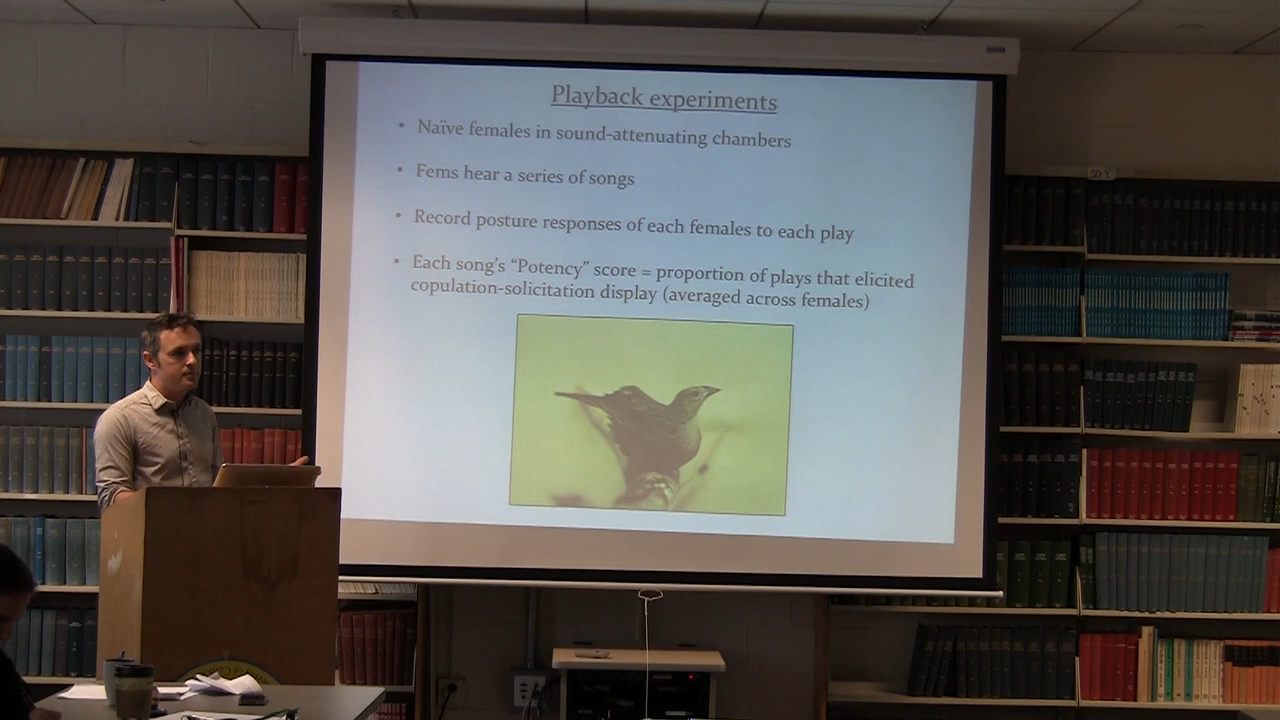 Playback experiments
• Naïve females in sound-attenuating chambers
• Fems hear a series of songs
• Record posture responses of each females to each play
• Each song's “Potency” score = proportion of plays that elicited
copulation-solicitation display (averaged across females)
50-Y